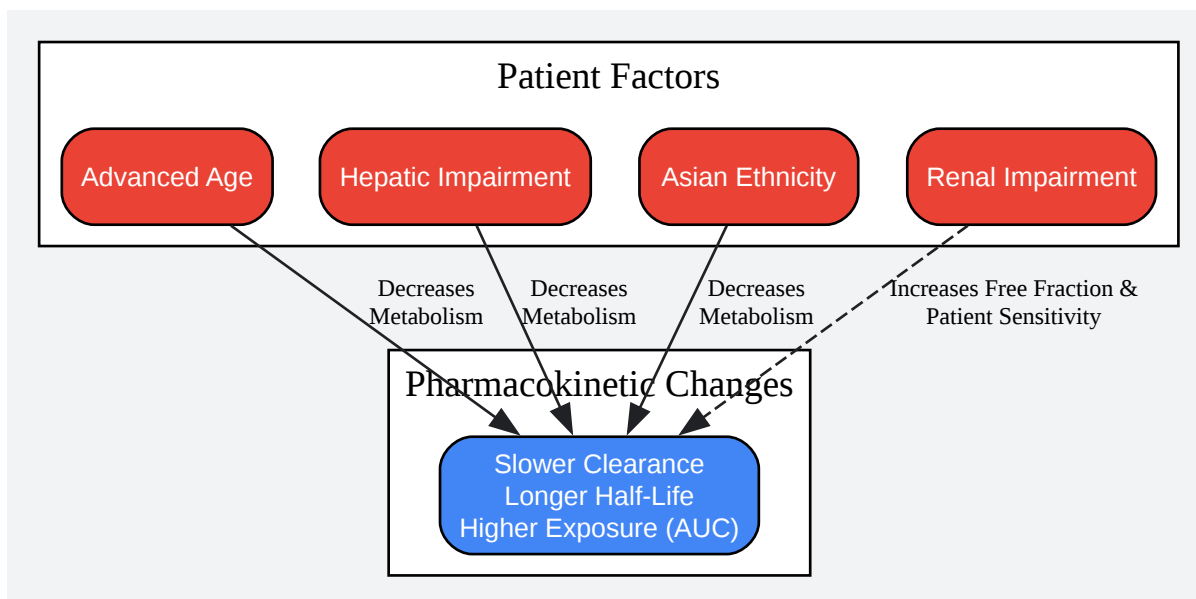 Patient Factors
Advanced Age
Hepatic Impairment
Asian Ethnicity
Renal Impairment
Decreases
Metabolism
Decreases
Metabolism
Decreases
Metabolism
Increases Free Fraction &
Patient Sensitivity
Pharmacokinetic Changes
Slower Clearance
Longer Half-Life
Higher Exposure (AUC)